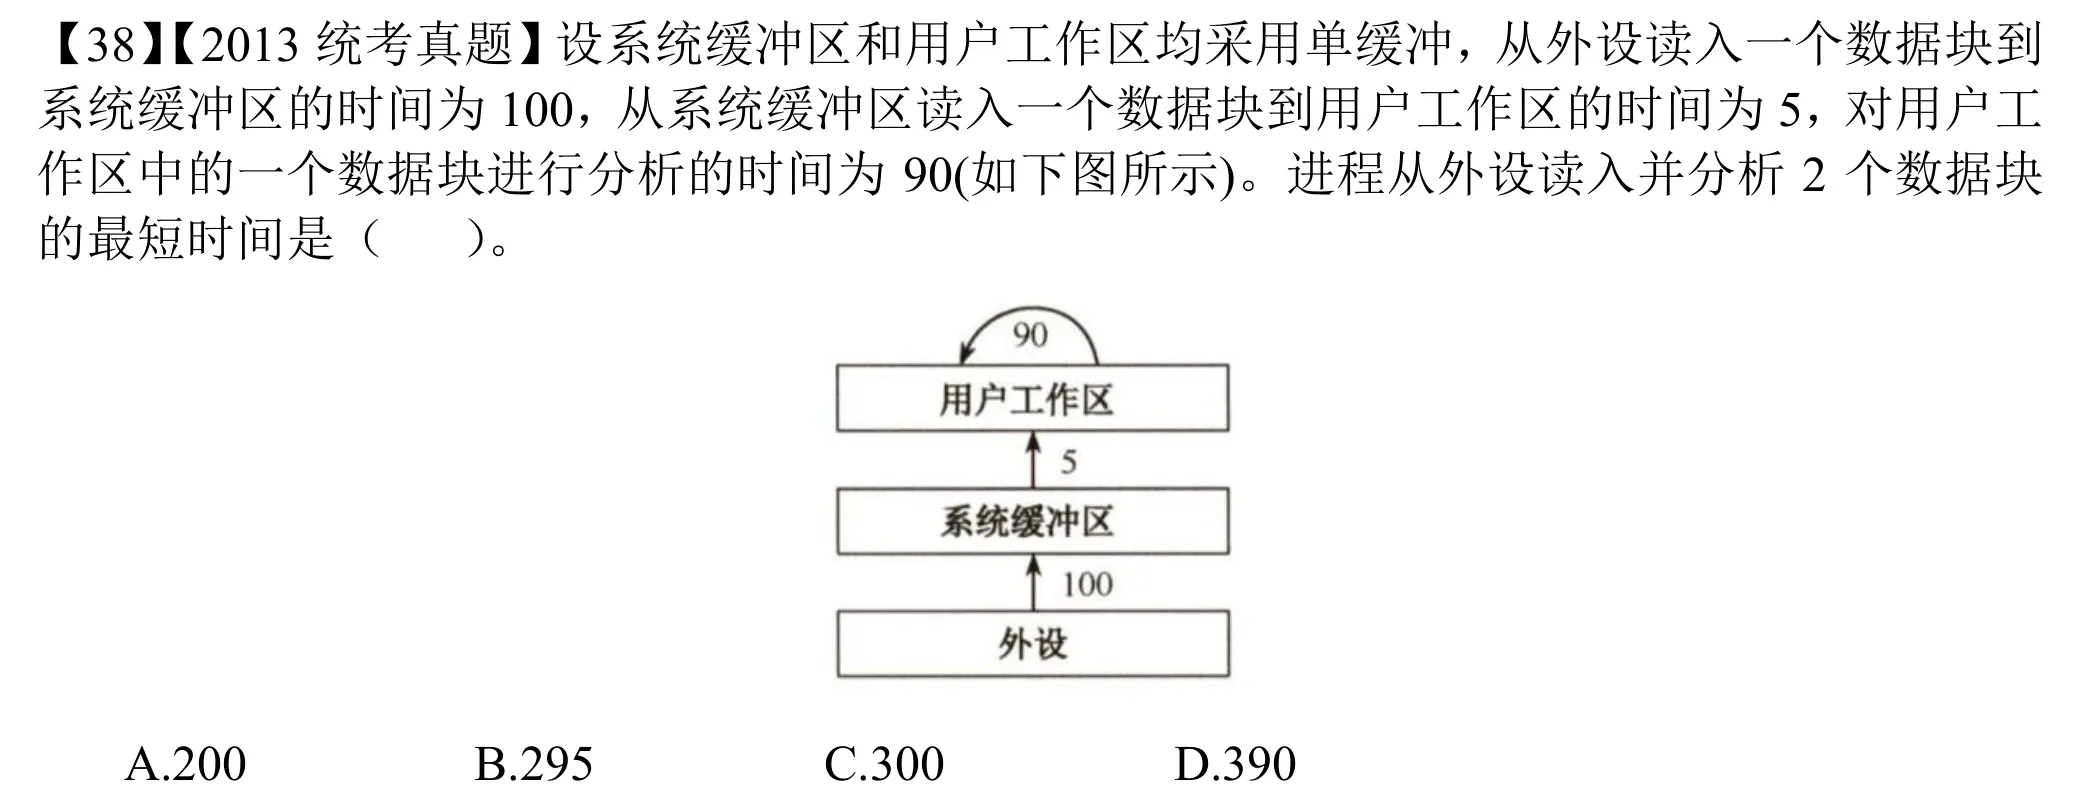 【38】【2013 统考真题】设系统缓冲区和用户工作区均采用单缓冲，从外设读入一个数据块到
系统缓冲区的时间为 100，从系统缓冲区读入一个数据块到用户工作区的时间为 5，对用户工
作区中的一个数据块进行分析的时间为 90(如下图所示)。进程从外设读入并分析 2 个数据块
的最短时间是（　　）。
90
用户工作区
5
系统缓冲区
100
外设
A.200 B.295 C.300 D.390